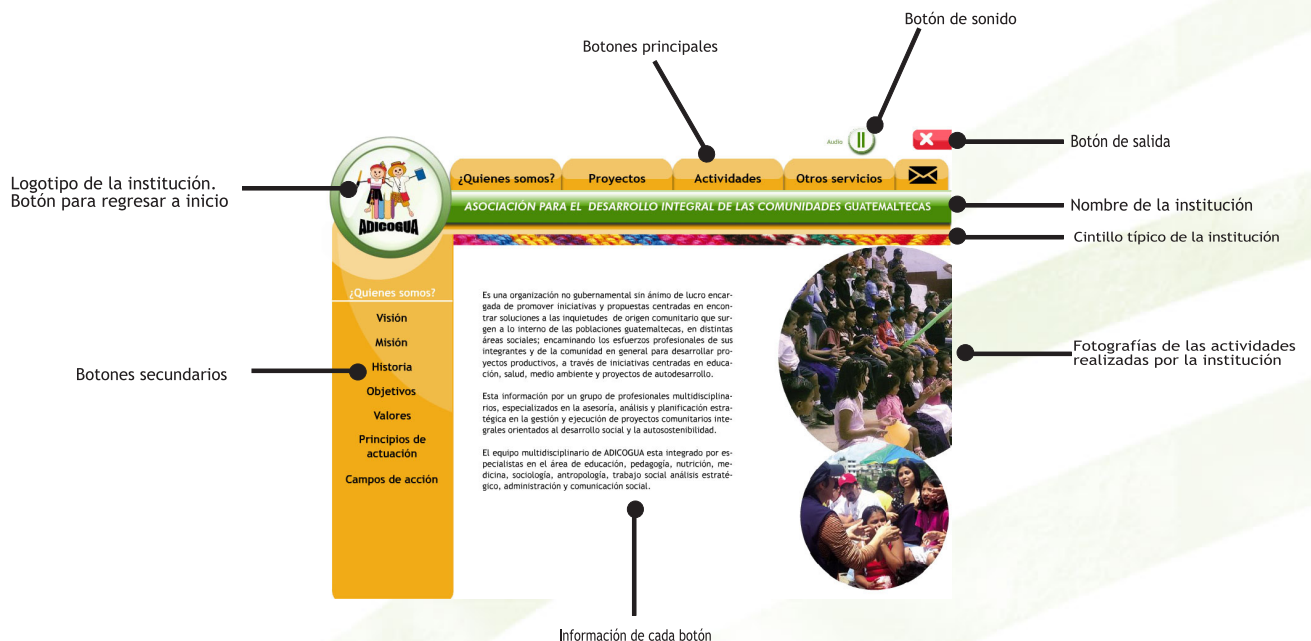 Botón de sonido
Botones principales
Botón de salida
Audio
¿Quienes somos?
Proyectos
Actividades
Otros servicios
Logotipo de la institución.
Botón para regresar a inicio
ASOCIACIÓN PARA EL DESARROLLO INTEGRAL DE LAS COMUNIDADES GUATEMALTECAS
Nombre de la institución
ADICOGUA
Cintillo típico de la institución
¿Quienes somos?
Visión
Misión
Historia
Objetivos
Valores
Principios de
actuación
Campos de acción
Botones secundarios
Es una organización no gubernamental sin ánimo de lucro encar-
gada de promover iniciativas y propuestas centradas en encon-
trar soluciones a las inquietudes de origen comunitario que sur-
gen a lo interno de las poblaciones guatemaltecas, en distintas
áreas sociales; encaminando los esfuerzos profesionales de sus
integrantes y de la comunidad en general para desarrollar pro-
yectos productivos, a través de iniciativas centradas en educa-
ción, salud, medio ambiente y proyectos de autodesarrollo.
Esta información por un grupo de profesionales multidisciplina-
rios, especializados en la asesoría, análisis y planificación estra-
tégica en la gestión y ejecución de proyectos comunitarios inte-
grales orientados al desarrollo social y la autosostenibilidad.
El equipo multidisciplinario de ADICOGUA esta integrado por es-
pecialistas en el área de educación, pedagogía, nutrición, me-
dicina, sociología, antropología, trabajo social análisis estraté-
gico, administración y comunicación social.
Fotografías de las actividades
realizadas por la institución
Información de cada botón